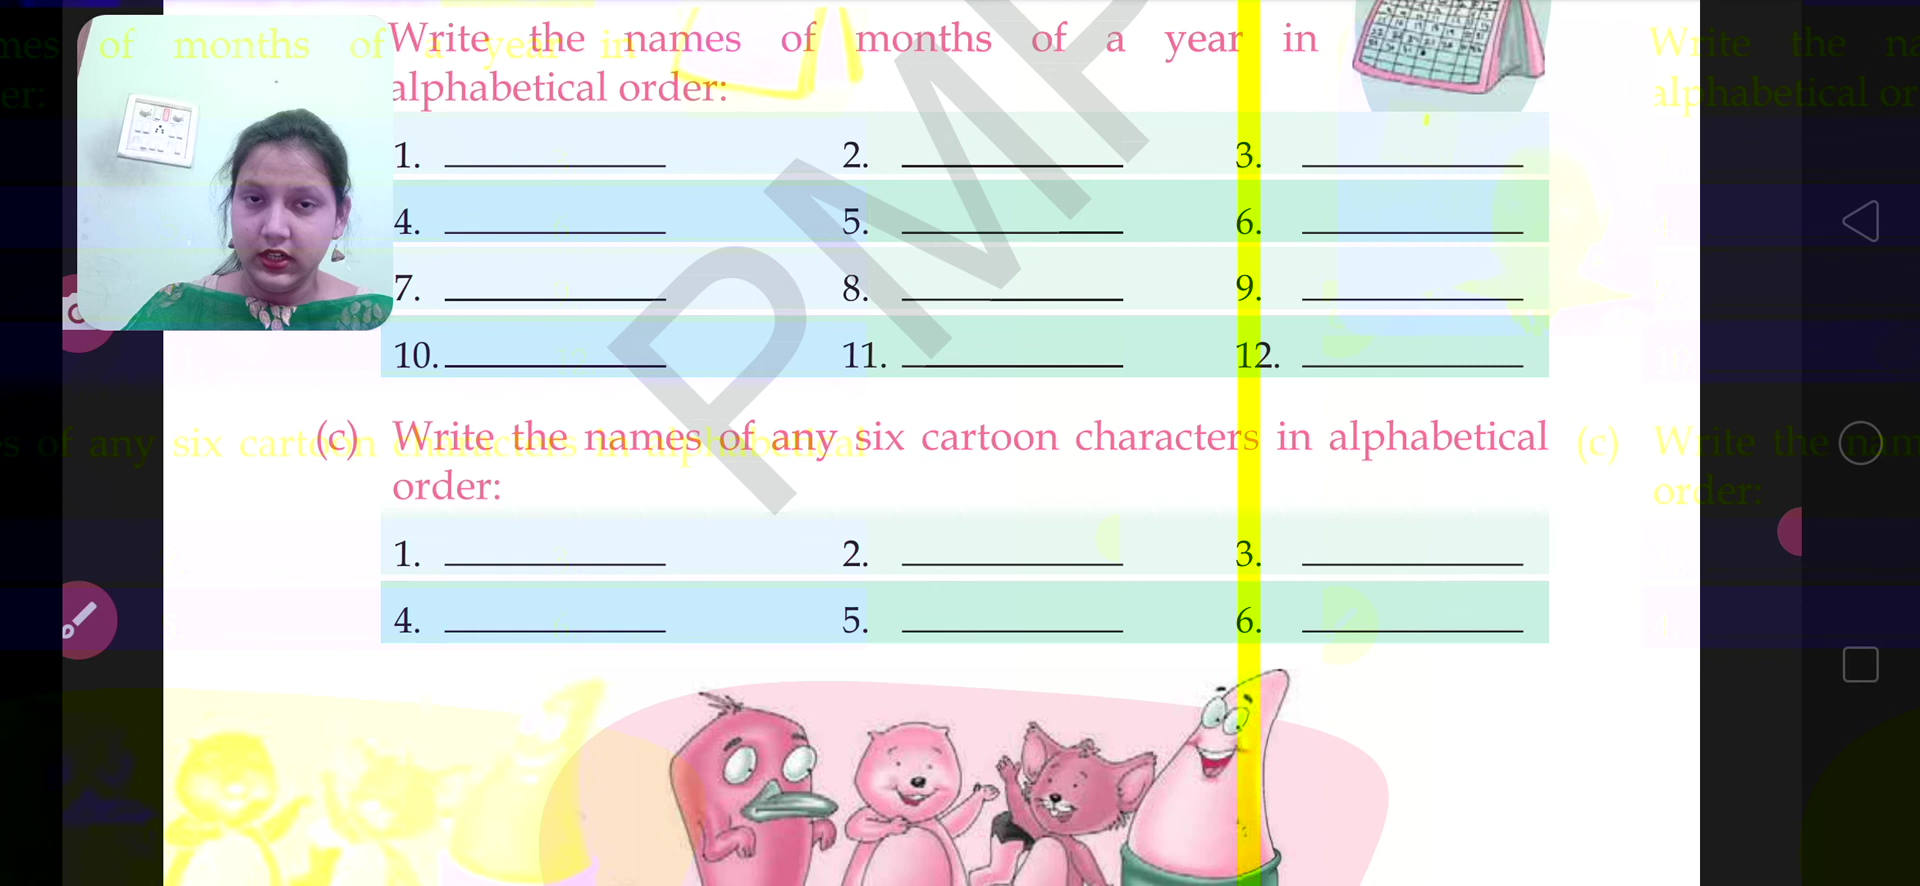 Write the names of months of a year in
alphabetical order:
1. 2. 3.
4. 5. 6.
7. 8. 9.
10. 11. 12.
(c) Write the names of any six cartoon characters in alphabetical
order:
1. 2. 3.
4. 5. 6.